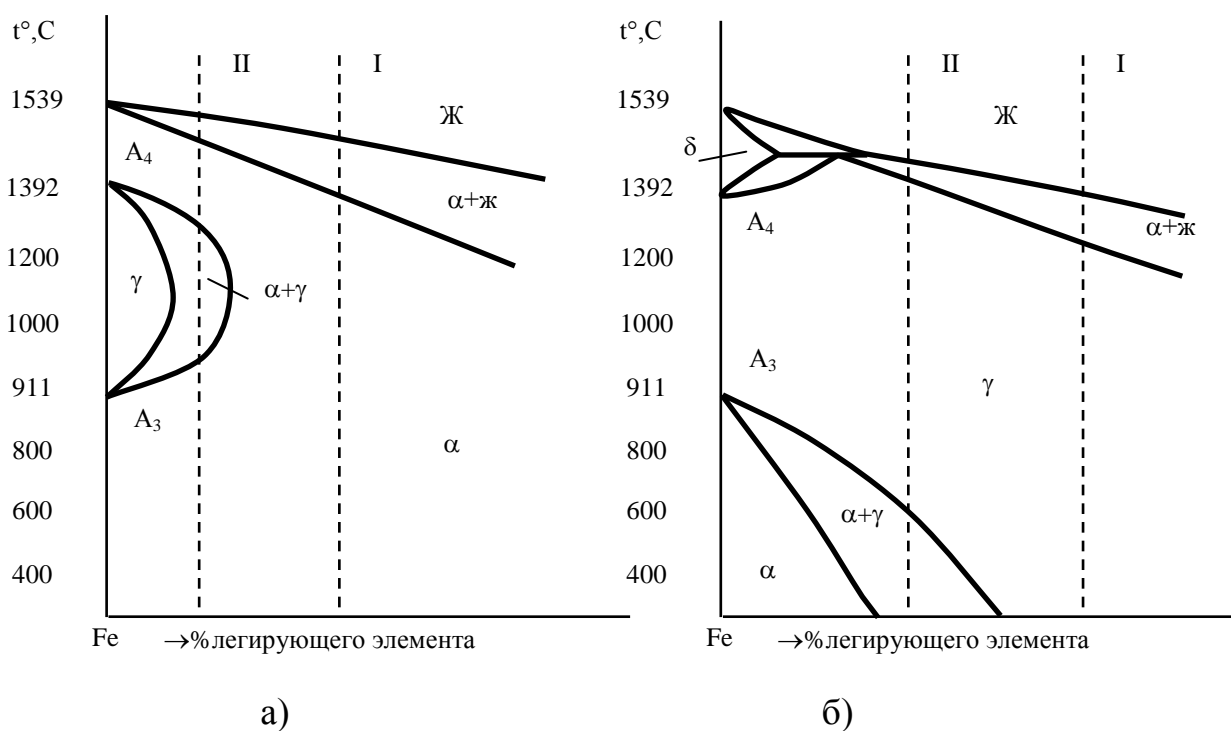 t°,C
II
I
1539
Ж
A₄
1392
α+ж
1200
γ
α+γ
1000
911
A₃
800
α
600
400
Fe
→%легирующего элемента
а)
t°,C
II
I
1539
Ж
δ
1392
A₄
α+ж
1200
1000
A₃
911
γ
800
600
α+γ
400
α
Fe
→%легирующего элемента
б)